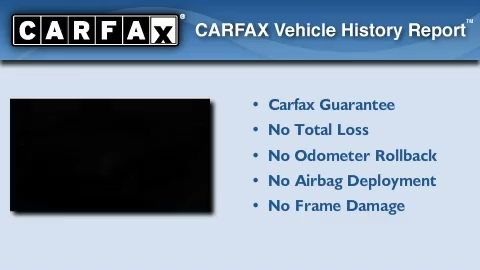 CARFAX® CARFAX Vehicle History Report™
• Carfax Guarantee
• No Total Loss
• No Odometer Rollback
• No Airbag Deployment
• No Frame Damage